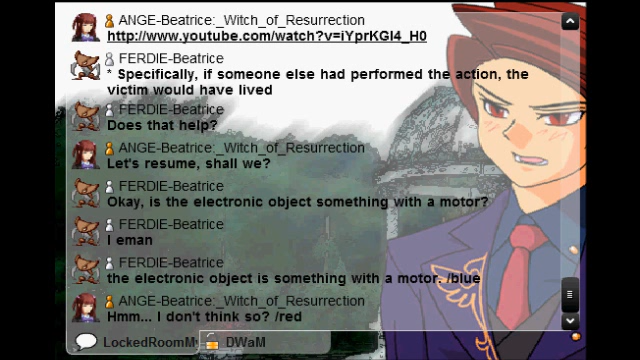 ANGE-Beatrice:_Witch_of_Resurrection
http://www.youtube.com/watch?v=iYprKGI4_H0
FERDIE-Beatrice
* Specifically, if someone else had performed the action, the
victim would have lived
FERDIE-Beatrice
Does that help?
ANGE-Beatrice:_Witch_of_Resurrection
Let's resume, shall we?
FERDIE-Beatrice
Okay, is the electronic object something with a motor?
FERDIE-Beatrice
I eman
FERDIE-Beatrice
the electronic object is something with a motor. /blue
ANGE-Beatrice:_Witch_of_Resurrection
Hmm... I don't think so? /red
LockedRoomM
DWaM